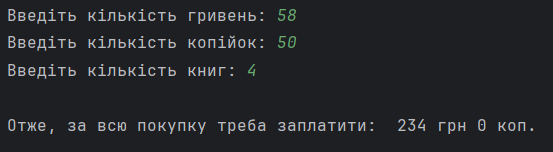 Введіть кількість гривень: 58
Введіть кількість копійок: 50
Введіть кількість книг: 4
Отже, за всю покупку треба заплатити:  234 грн 0 коп.